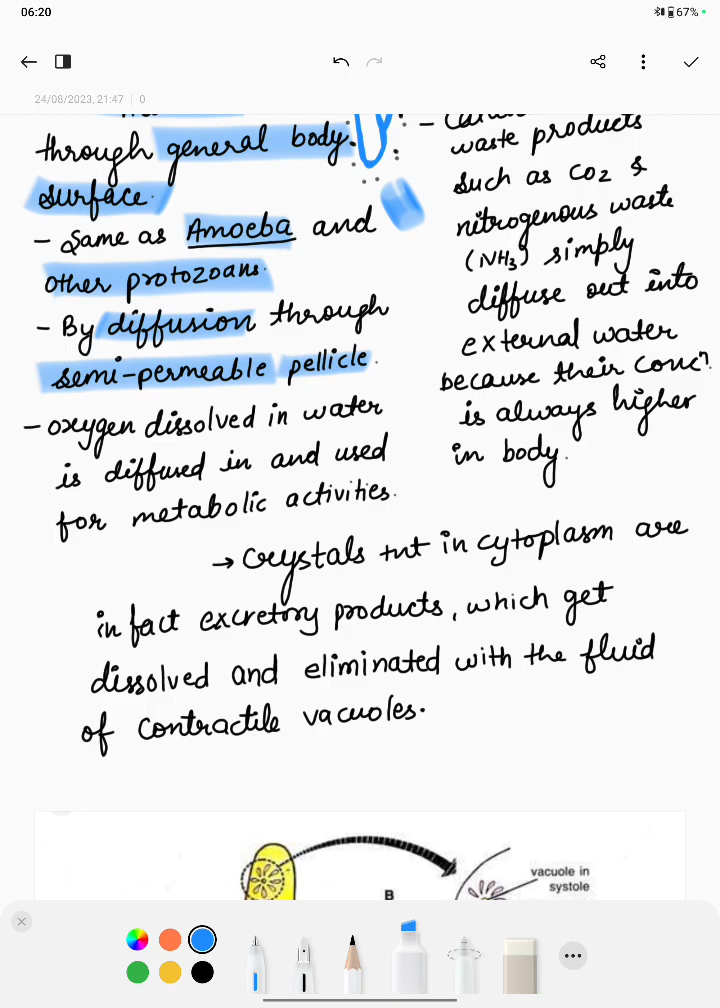 06:20
67%
24/08/2023, 21:47 | 0
through general body.
surface.
- Same as Amoeba and
other protozoans.
- By diffusion through
semi-permeable pellicle.
- oxygen dissolved in water
is diffused in and used
for metabolic activities.
waste products
such as CO2 &
nitrogenous waste
(NH3) simply
diffuse out into
external water
because their concn.
is always higher
in body.
→ Crystals in cytoplasm are
in fact excretory products, which get
dissolved and eliminated with the fluid
of contractile vacuoles.
vacuole in
systole
B